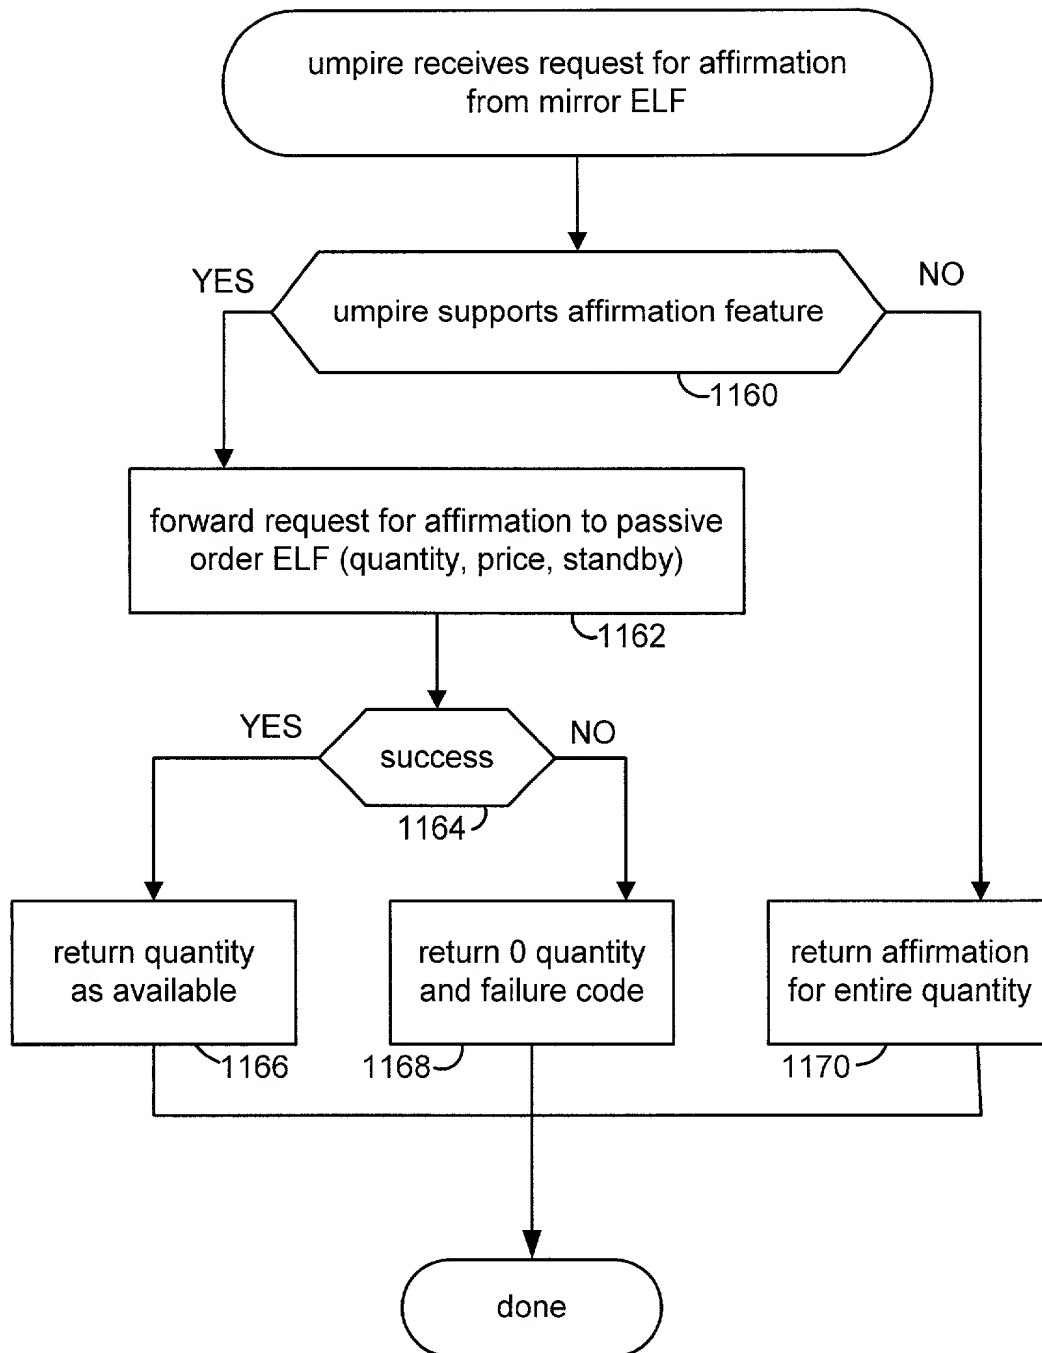 umpire receives request for affirmation
from mirror ELF
YES
NO
umpire supports affirmation feature
1160
forward request for affirmation to passive
order ELF (quantity, price, standby)
1162
YES
NO
success
1164
return quantity
as available
return 0 quantity
and failure code
return affirmation
for entire quantity
1166
1168
1170
done